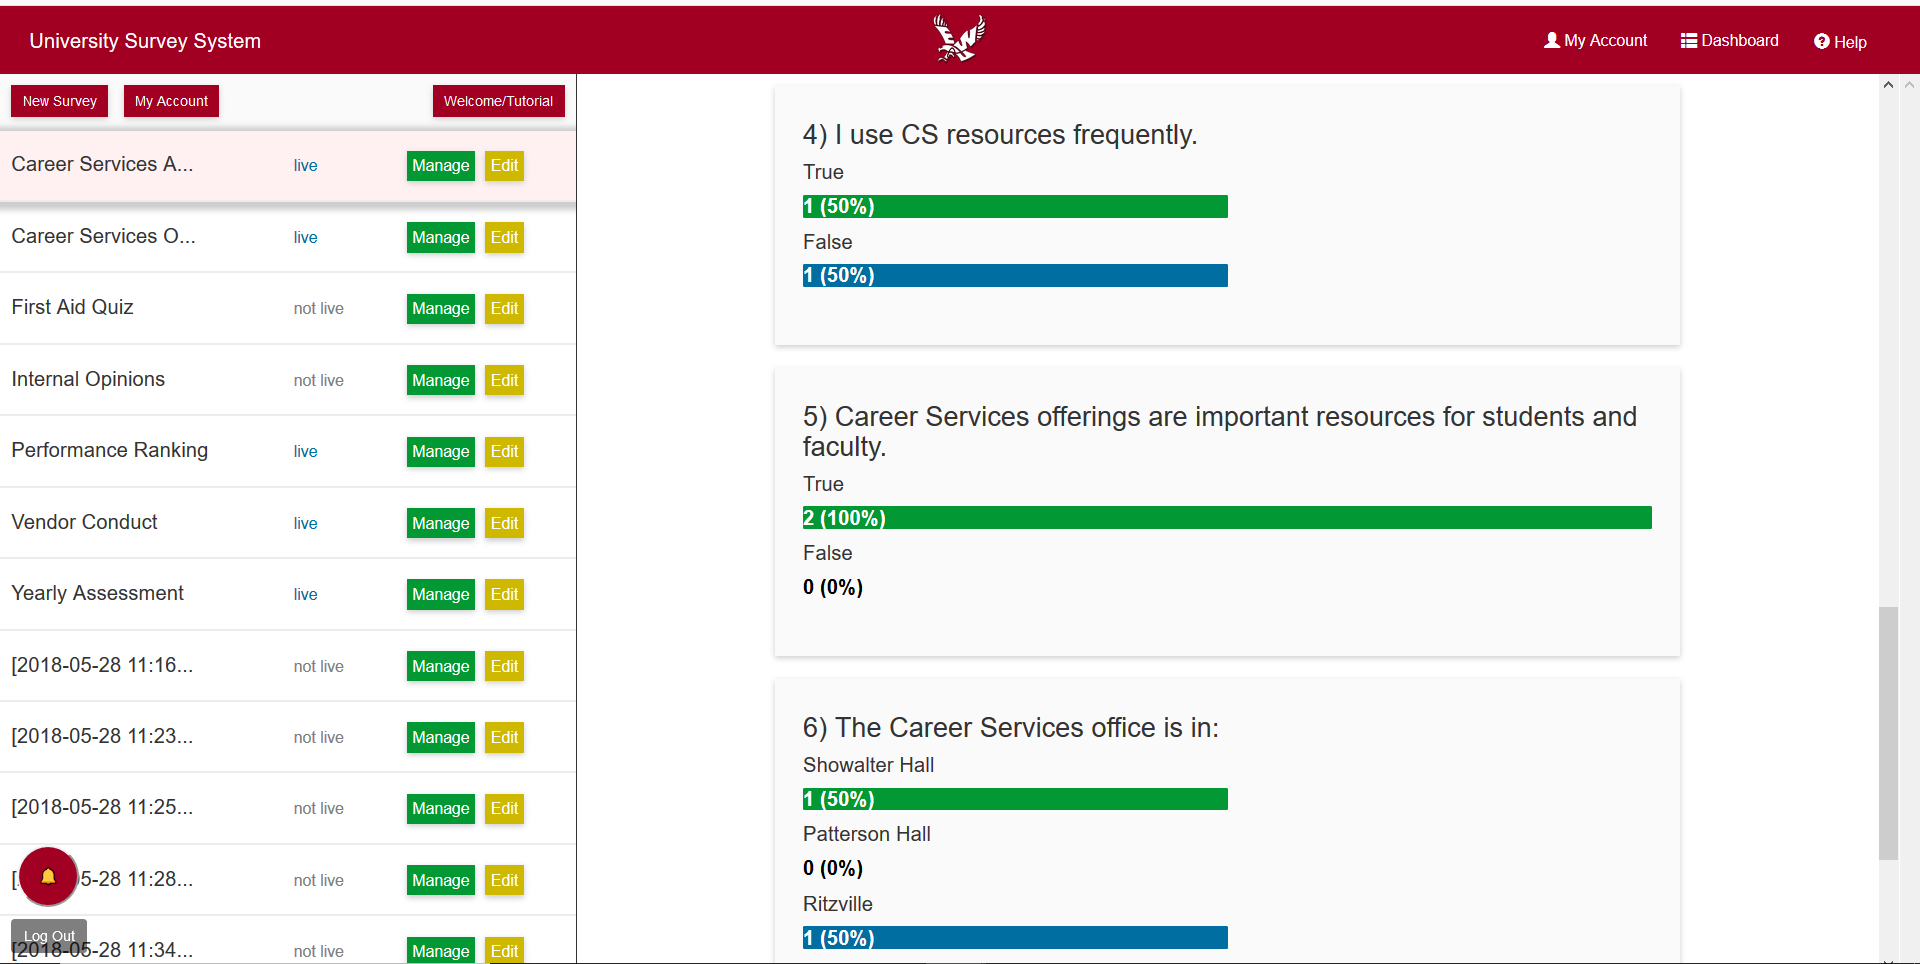 University Survey System
My Account
Dashboard
Help
New Survey
My Account
Welcome/Tutorial
Career Services A...
live
Manage
Edit
Career Services O...
live
Manage
Edit
First Aid Quiz
not live
Manage
Edit
Internal Opinions
not live
Manage
Edit
Performance Ranking
live
Manage
Edit
Vendor Conduct
live
Manage
Edit
Yearly Assessment
live
Manage
Edit
[2018-05-28 11:16...
not live
Manage
Edit
[2018-05-28 11:23...
not live
Manage
Edit
[2018-05-28 11:25...
not live
Manage
Edit
5-28 11:28...
not live
Manage
Edit
Log Out
[2018-05-28 11:34...
not live
Manage
Edit
4) I use CS resources frequently.
True
1 (50%)
False
1 (50%)
5) Career Services offerings are important resources for students and
faculty.
True
2 (100%)
False
0 (0%)
6) The Career Services office is in:
Showalter Hall
1 (50%)
Patterson Hall
0 (0%)
Ritzville
1 (50%)